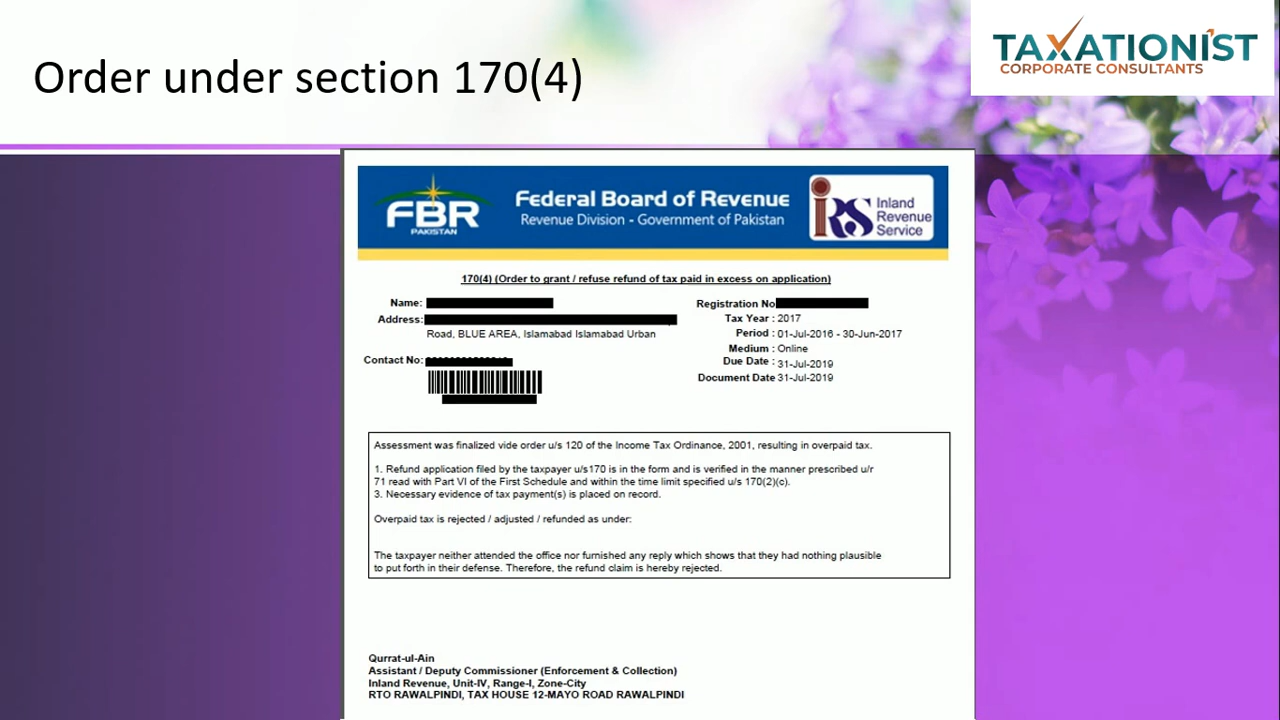 Order under section 170(4)
TAXATIONIST
CORPORATE CONSULTANTS
FBR
PAKISTAN
Federal Board of Revenue
Revenue Division - Government of Pakistan
IRS
Inland
Revenue
Service
170(4) (Order to grant / refuse refund of tax paid in excess on application)
Name:
Address:
Road, BLUE AREA, Islamabad Islamabad Urban
Contact No:
Registration No
Tax Year : 2017
Period : 01-Jul-2016 - 30-Jun-2017
Medium : Online
Due Date : 31-Jul-2019
Document Date 31-Jul-2019
Assessment was finalized vide order u/s 120 of the Income Tax Ordinance, 2001, resulting in overpaid tax.
1. Refund application filed by the taxpayer u/s170 is in the form and is verified in the manner prescribed u/r
71 read with Part VI of the First Schedule and within the time limit specified u/s 170(2)(c).
3. Necessary evidence of tax payment(s) is placed on record.
Overpaid tax is rejected / adjusted / refunded as under:
The taxpayer neither attended the office nor furnished any reply which shows that they had nothing plausible
to put forth in their defense. Therefore, the refund claim is hereby rejected.
Qurrat-ul-Ain
Assistant / Deputy Commissioner (Enforcement & Collection)
Inland Revenue, Unit-IV, Range-I, Zone-City
RTO RAWALPINDI, TAX HOUSE 12-MAYO ROAD RAWALPINDI